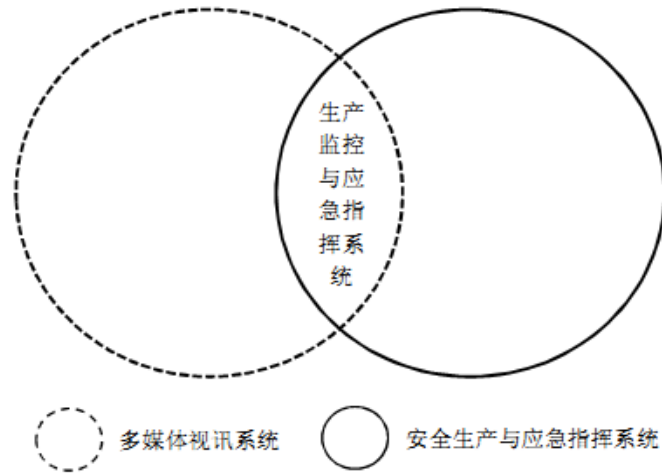 生产
监控
与应
急指
挥系
统
多媒体视讯系统
安全生产与应急指挥系统